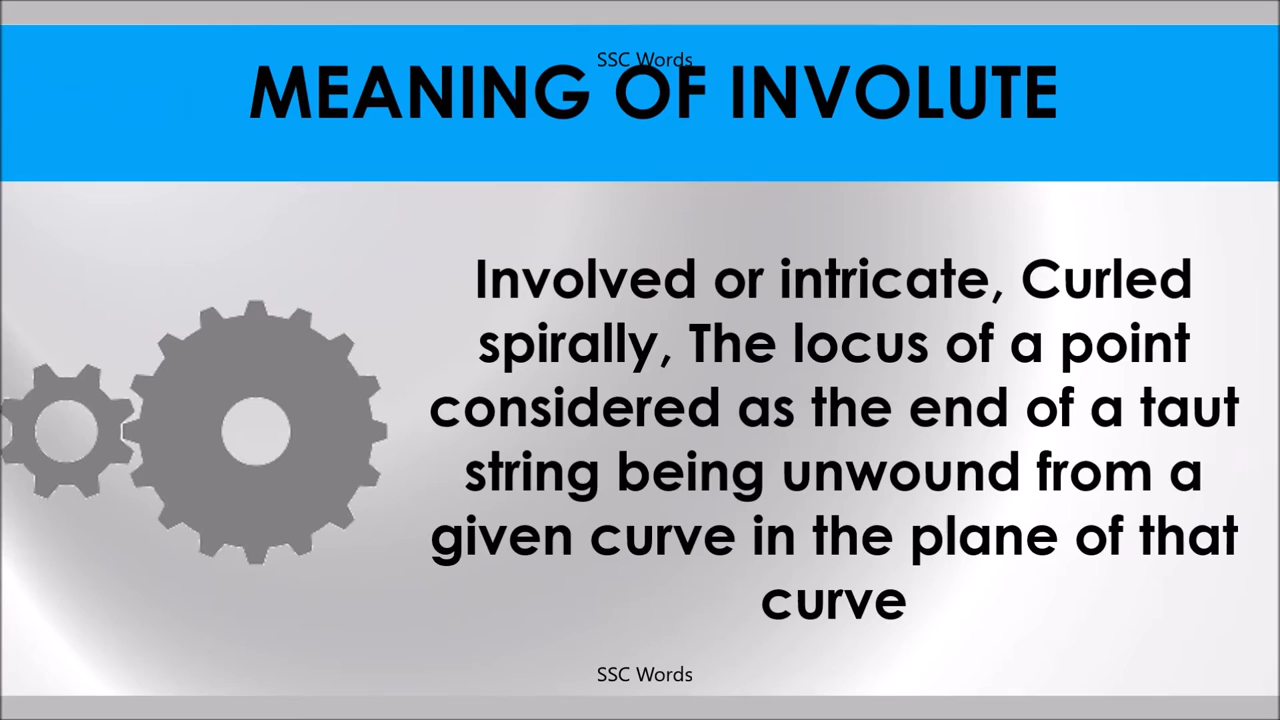 SSC Words
MEANING OF INVOLUTE
Involved or intricate, Curled
spirally, The locus of a point
considered as the end of a taut
string being unwound from a
given curve in the plane of that
curve
SSC Words